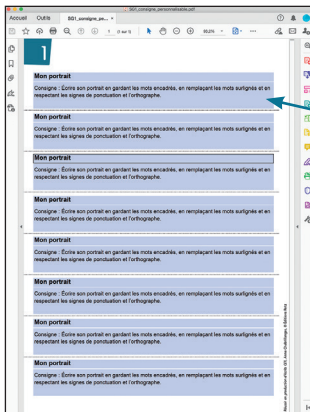 SG1_consigne_personnalisable.pdf
Accueil Outils SG1_consigne_pe... ×
1
Mon portrait
Consigne : Écrire son portrait en gardant les mots encadrés, en remplaçant les mots surlignés et en
respectant les signes de ponctuation et l'orthographe.
Mon portrait
Consigne : Écrire son portrait en gardant les mots encadrés, en remplaçant les mots surlignés et en
respectant les signes de ponctuation et l'orthographe.
Mon portrait
Consigne : Écrire son portrait en gardant les mots encadrés, en remplaçant les mots surlignés et en
respectant les signes de ponctuation et l'orthographe.
Mon portrait
Consigne : Écrire son portrait en gardant les mots encadrés, en remplaçant les mots surlignés et en
respectant les signes de ponctuation et l'orthographe.
Mon portrait
Consigne : Écrire son portrait en gardant les mots encadrés, en remplaçant les mots surlignés et en
respectant les signes de ponctuation et l'orthographe.
Mon portrait
Consigne : Écrire son portrait en gardant les mots encadrés, en remplaçant les mots surlignés et en
respectant les signes de ponctuation et l'orthographe.
Mon portrait
Consigne : Écrire son portrait en gardant les mots encadrés, en remplaçant les mots surlignés et en
respectant les signes de ponctuation et l'orthographe.
Mon portrait
Consigne : Écrire son portrait en gardant les mots encadrés, en remplaçant les mots surlignés et en
respectant les signes de ponctuation et l'orthographe.